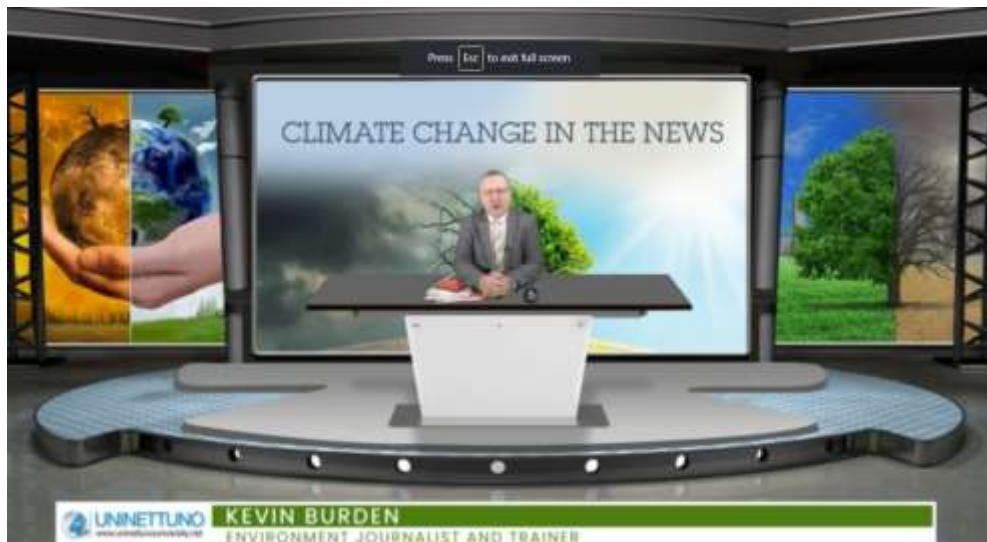 Press Esc to exit full screen
CLIMATE CHANGE IN THE NEWS
UNINETTUNO
KEVIN BURDEN
ENVIRONMENT JOURNALIST AND TRAINER